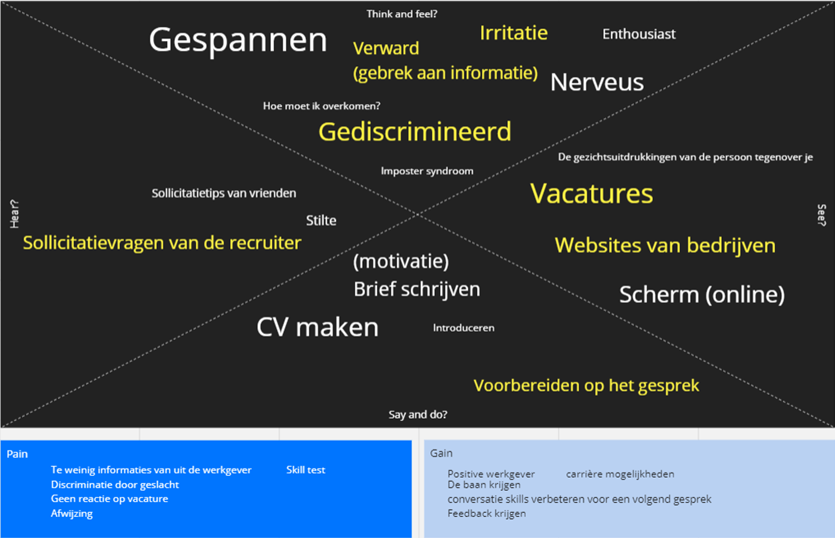 Think and feel?
Gespannen
Irritatie
Enthousiast
Verward
(gebrek aan informatie)
Nerveus
Hoe moet ik overkomen?
Gediscrimineerd
De gezichtsuitdrukkingen van de persoon tegenover je
Imposter syndroom
Hear?
Sollicitatietips van vrienden
Stilte
Sollicitatievragen van de recruiter
See?
Vacatures
Websites van bedrijven
Scherm (online)
(motivatie)
Brief schrijven
CV maken
Introduceren
Voorbereiden op het gesprek
Say and do?
Pain
Te weinig informaties van uit de werkgever
Skill test
Discriminatie door geslacht
Geen reactie op vacature
Afwijzing
Gain
Positive werkgever
carrière mogelijkheden
De baan krijgen
conversatie skills verbeteren voor een volgend gesprek
Feedback krijgen